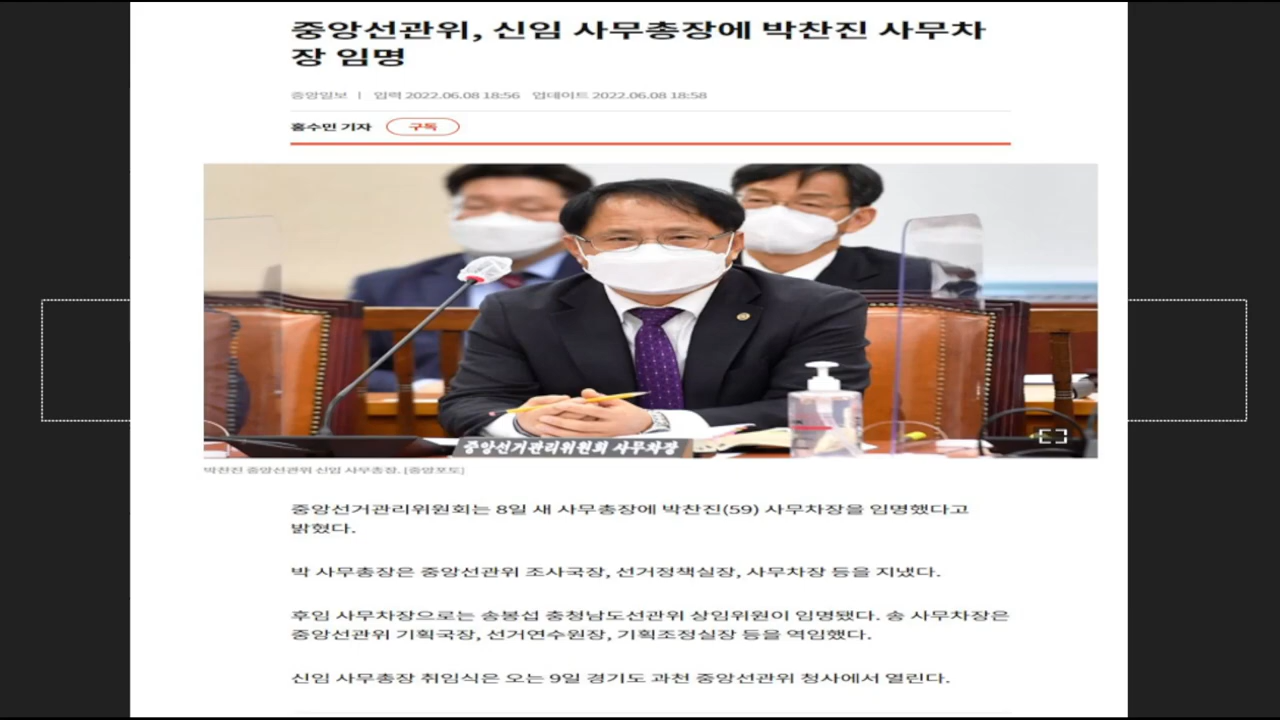 중앙선관위, 신임 사무총장에 박찬진 사무차
장 임명
중앙일보 | 입력 2022.06.08 18:56 업데이트 2022.06.08 18:58
홍수민 기자 구독
중앙선거관리위원회 사무차장
박찬진 중앙선관위 신임 사무총장. [중앙포토]
중앙선거관리위원회는 8일 새 사무총장에 박찬진(59) 사무차장을 임명했다고
밝혔다.
박 사무총장은 중앙선관위 조사국장, 선거정책실장, 사무차장 등을 지냈다.
후임 사무차장으로는 송봉섭 충청남도선관위 상임위원이 임명됐다. 송 사무차장은
중앙선관위 기획국장, 선거연수원장, 기획조정실장 등을 역임했다.
신임 사무총장 취임식은 오는 9일 경기도 과천 중앙선관위 청사에서 열린다.